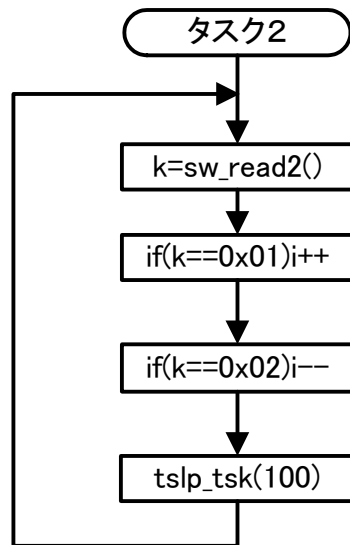 タスク２
k=sw_read2()
if(k==0x01)i++
if(k==0x02)i--
tslp_tsk(100)